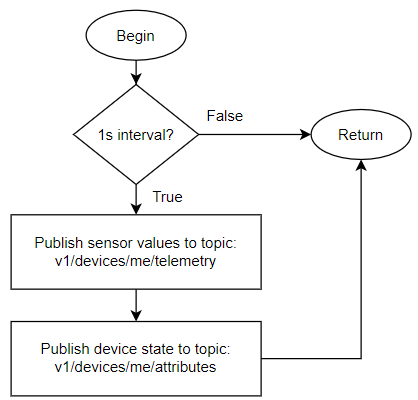 Begin
1s interval?
False
Return
True
Publish sensor values to topic:
v1/devices/me/telemetry
Publish device state to topic:
v1/devices/me/attributes